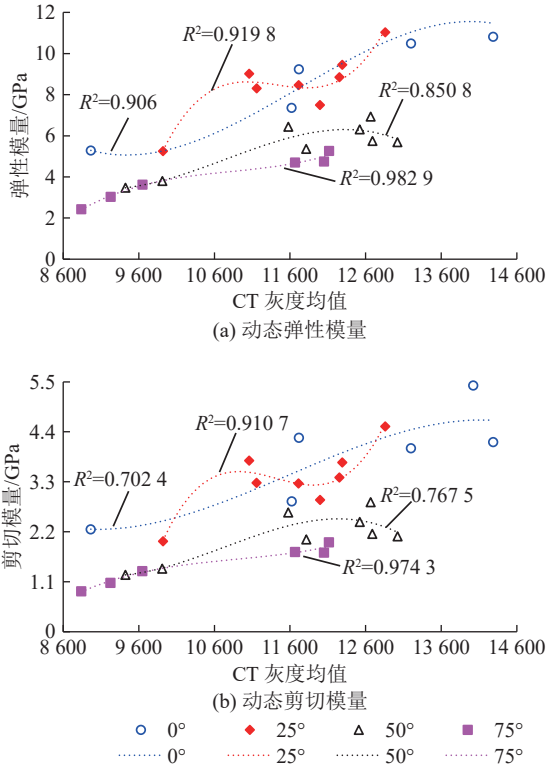 12
10
8
6
4
2
0
弹性模量/GPa
R²=0.919 8
R²=0.906
R²=0.850 8
R²=0.982 9
8 600 9 600 10 600 11 600 12 600 13 600 14 600
CT 灰度均值
(a) 动态弹性模量
5.5
4.4
3.3
2.2
1.1
0
剪切模量/GPa
R²=0.910 7
R²=0.702 4
R²=0.767 5
R²=0.974 3
8 600 9 600 10 600 11 600 12 600 13 600 14 600
CT 灰度均值
(b) 动态剪切模量
0° 25° 50° 75°
0° 25° 50° 75°